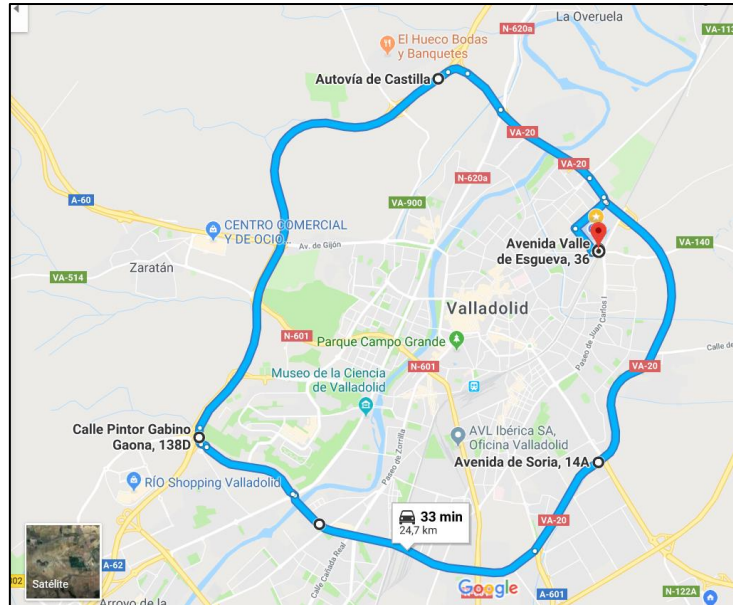 La Overuela
N-620a
VA-113
El Hueco Bodas
y Banquetes
Autovía de Castilla
VA-20
VA-20
A-60
N-620a
VA-900
CENTRO COMERCIAL
Y DE OCIO...
Av. de Gijón
Avenida Valle
de Esgueva, 36
VA-140
Zaratán
VA-514
Valladolid
Paseo de Juan Carlos I
N-601
Parque Campo Grande
Calle de
N-601
VA-20
Museo de la Ciencia
de Valladolid
Calle Pintor Gabino
Gaona, 138D
Paseo de Zorrilla
AVL Ibérica SA,
Oficina Valladolid
Avenida de Soria, 14A
RÍO Shopping Valladolid
33 min
24,7 km
VA-20
Calle Cañada Real
Satélite
A-62
Google
A-601
N-122A
302
Arroyo de la